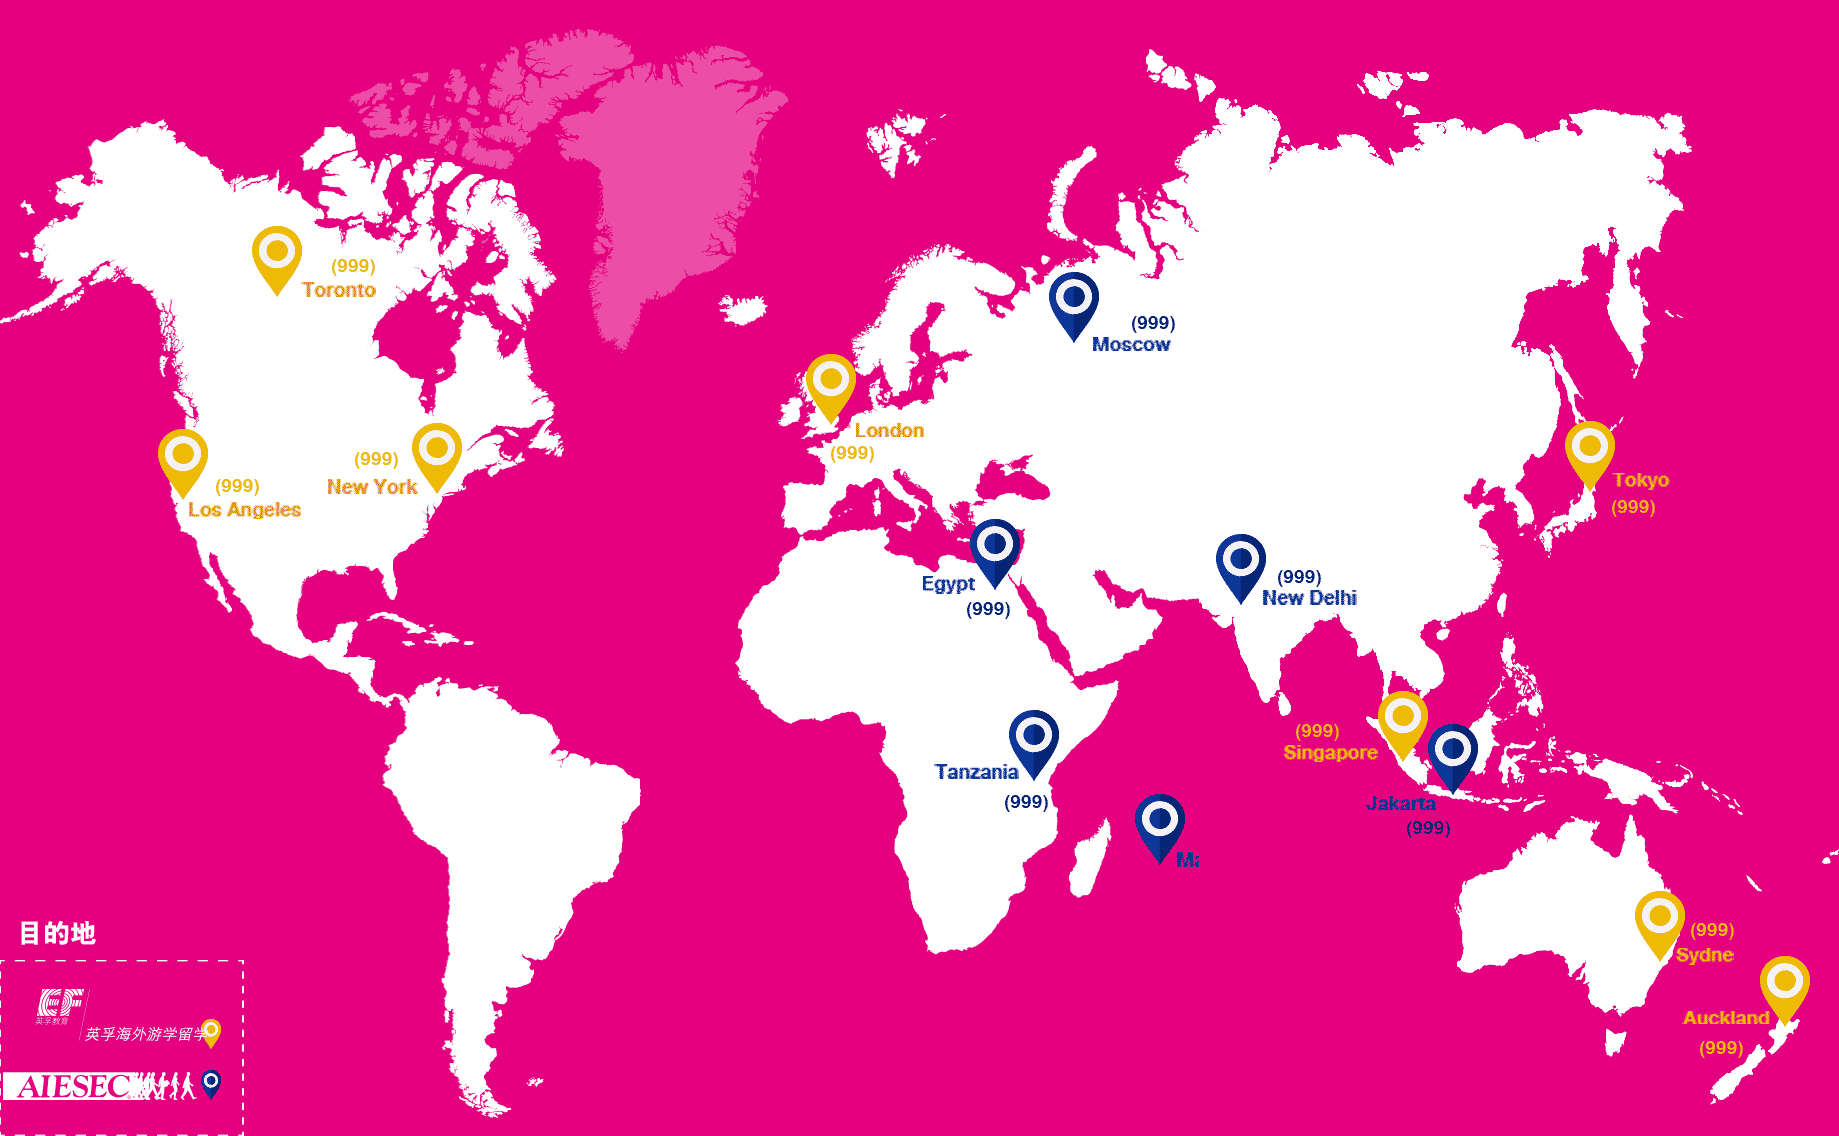 (999)
Toronto
(999)
Moscow
London
(999)
(999)
New York
(999)
Los Angeles
Tokyo
(999)
Egypt
(999)
(999)
New Delhi
(999)
Singapore
Tanzania
(999)
Jakarta
(999)
(999)
Sydne
Auckland
(999)
目的地
EF
英孚教育
英孚海外游学留学
AIESEC